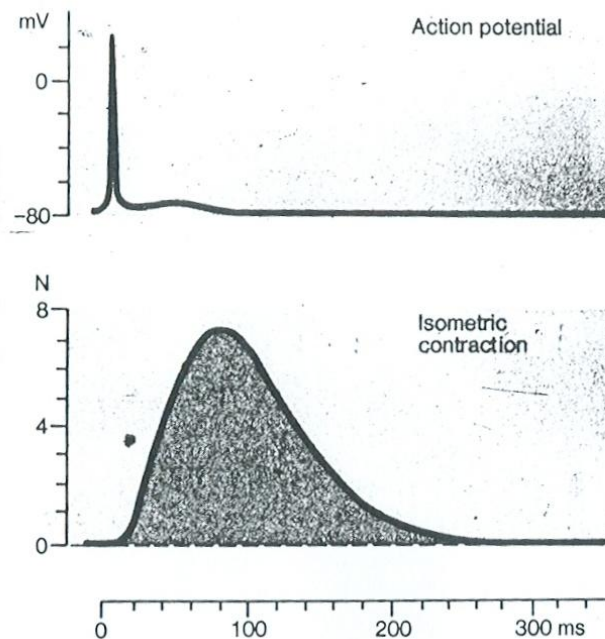 mV
Action potential
0
−80
N
8
Isometric
contraction
4
0
0 100 200 300 ms